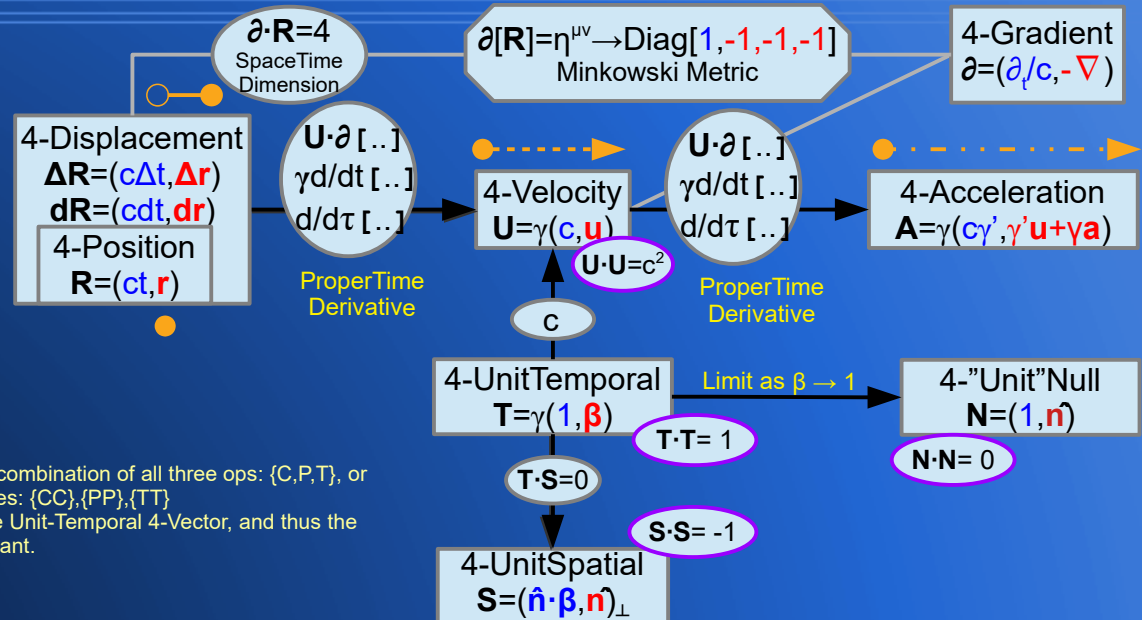 ∂·R=4
SpaceTime
Dimension
∂[R]=η^μν→Diag[1,-1,-1,-1]
Minkowski Metric
4-Gradient
∂=(∂ₜ/c,-∇)
4-Displacement
ΔR=(cΔt,Δr)
dR=(cdt,dr)
4-Position
R=(ct,r)
U·∂[..]
γd/dt[..]
d/dτ[..]
ProperTime
Derivative
4-Velocity
U=γ(c,u)
U·U=c²
U·∂[..]
γd/dt[..]
d/dτ[..]
ProperTime
Derivative
4-Acceleration
A=γ(cγ',γ'u+γa)
c
4-UnitTemporal
T=γ(1,β)
T·T= 1
Limit as β → 1
4-"Unit"Null
N=(1,n̂)
N·N= 0
combination of all three ops: {C,P,T}, or
es: {CC},{PP},{TT}
e Unit-Temporal 4-Vector, and thus the
ant.
T·S=0
S·S= -1
4-UnitSpatial
S=(n̂·β,n̂)⊥